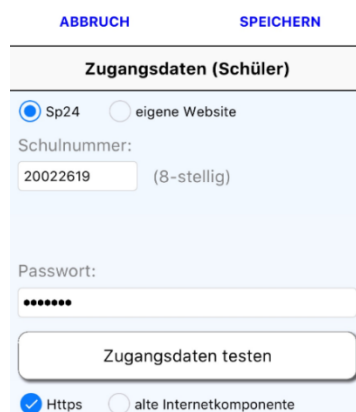 ABBRUCH SPEICHERN
Zugangsdaten (Schüler)
Sp24 eigene Website
Schulnummer:
20022619 (8-stellig)
Passwort:
•••••••
Zugangsdaten testen
Https alte Internetkomponente